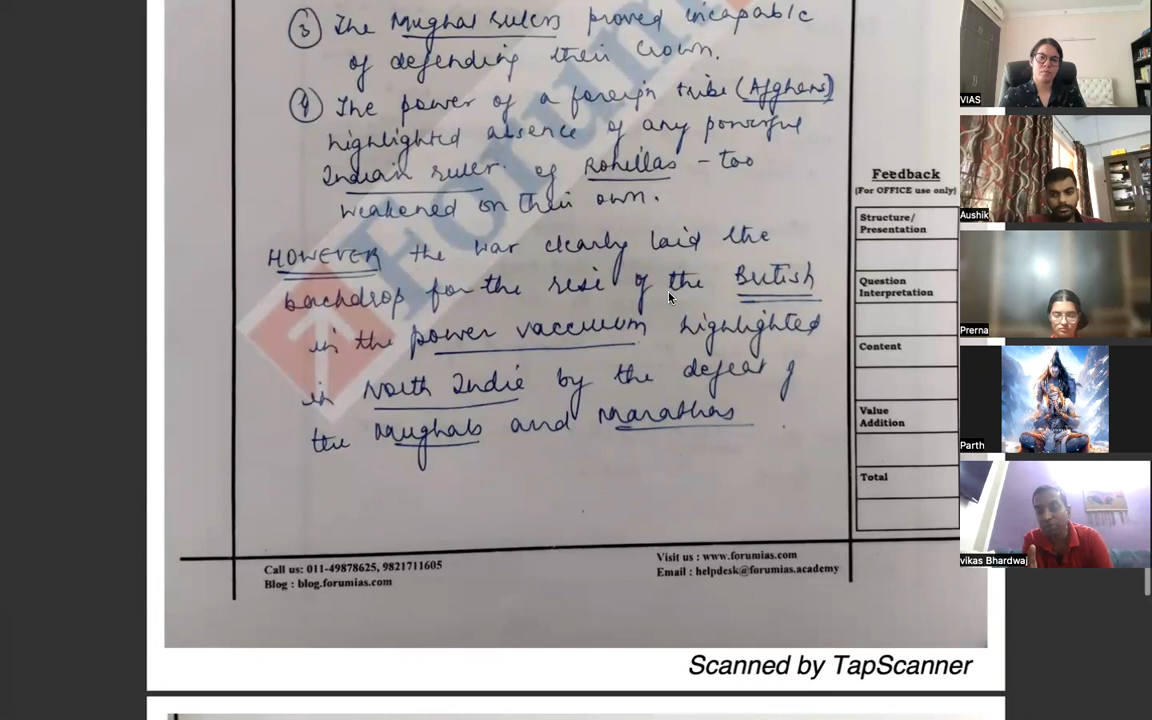 ③ The Mughal rulers proved incapable
of defending their crown.
④ The power of a foreign tribe (Afghans)
highlighted absence of any powerful
Indian ruler. of Rohillas - too
weakened on their own.
HOWEVER the war clearly laid the
backdrop for the rise of the British
in the power vaccuum highlighted
in North India by the defeat of
the Mughals and Marathas.
Forum
Feedback
(For OFFICE use only)
Structure/
Presentation
Question
Interpretation
Content
Value
Addition
Total
Call us: 011-49878625, 9821711605
Blog : blog.forumias.com
Visit us : www.forumias.com
Email : helpdesk@forumias.academy
Scanned by TapScanner
VIAS
Aushik
Prerna
Parth
vikas Bhardwaj